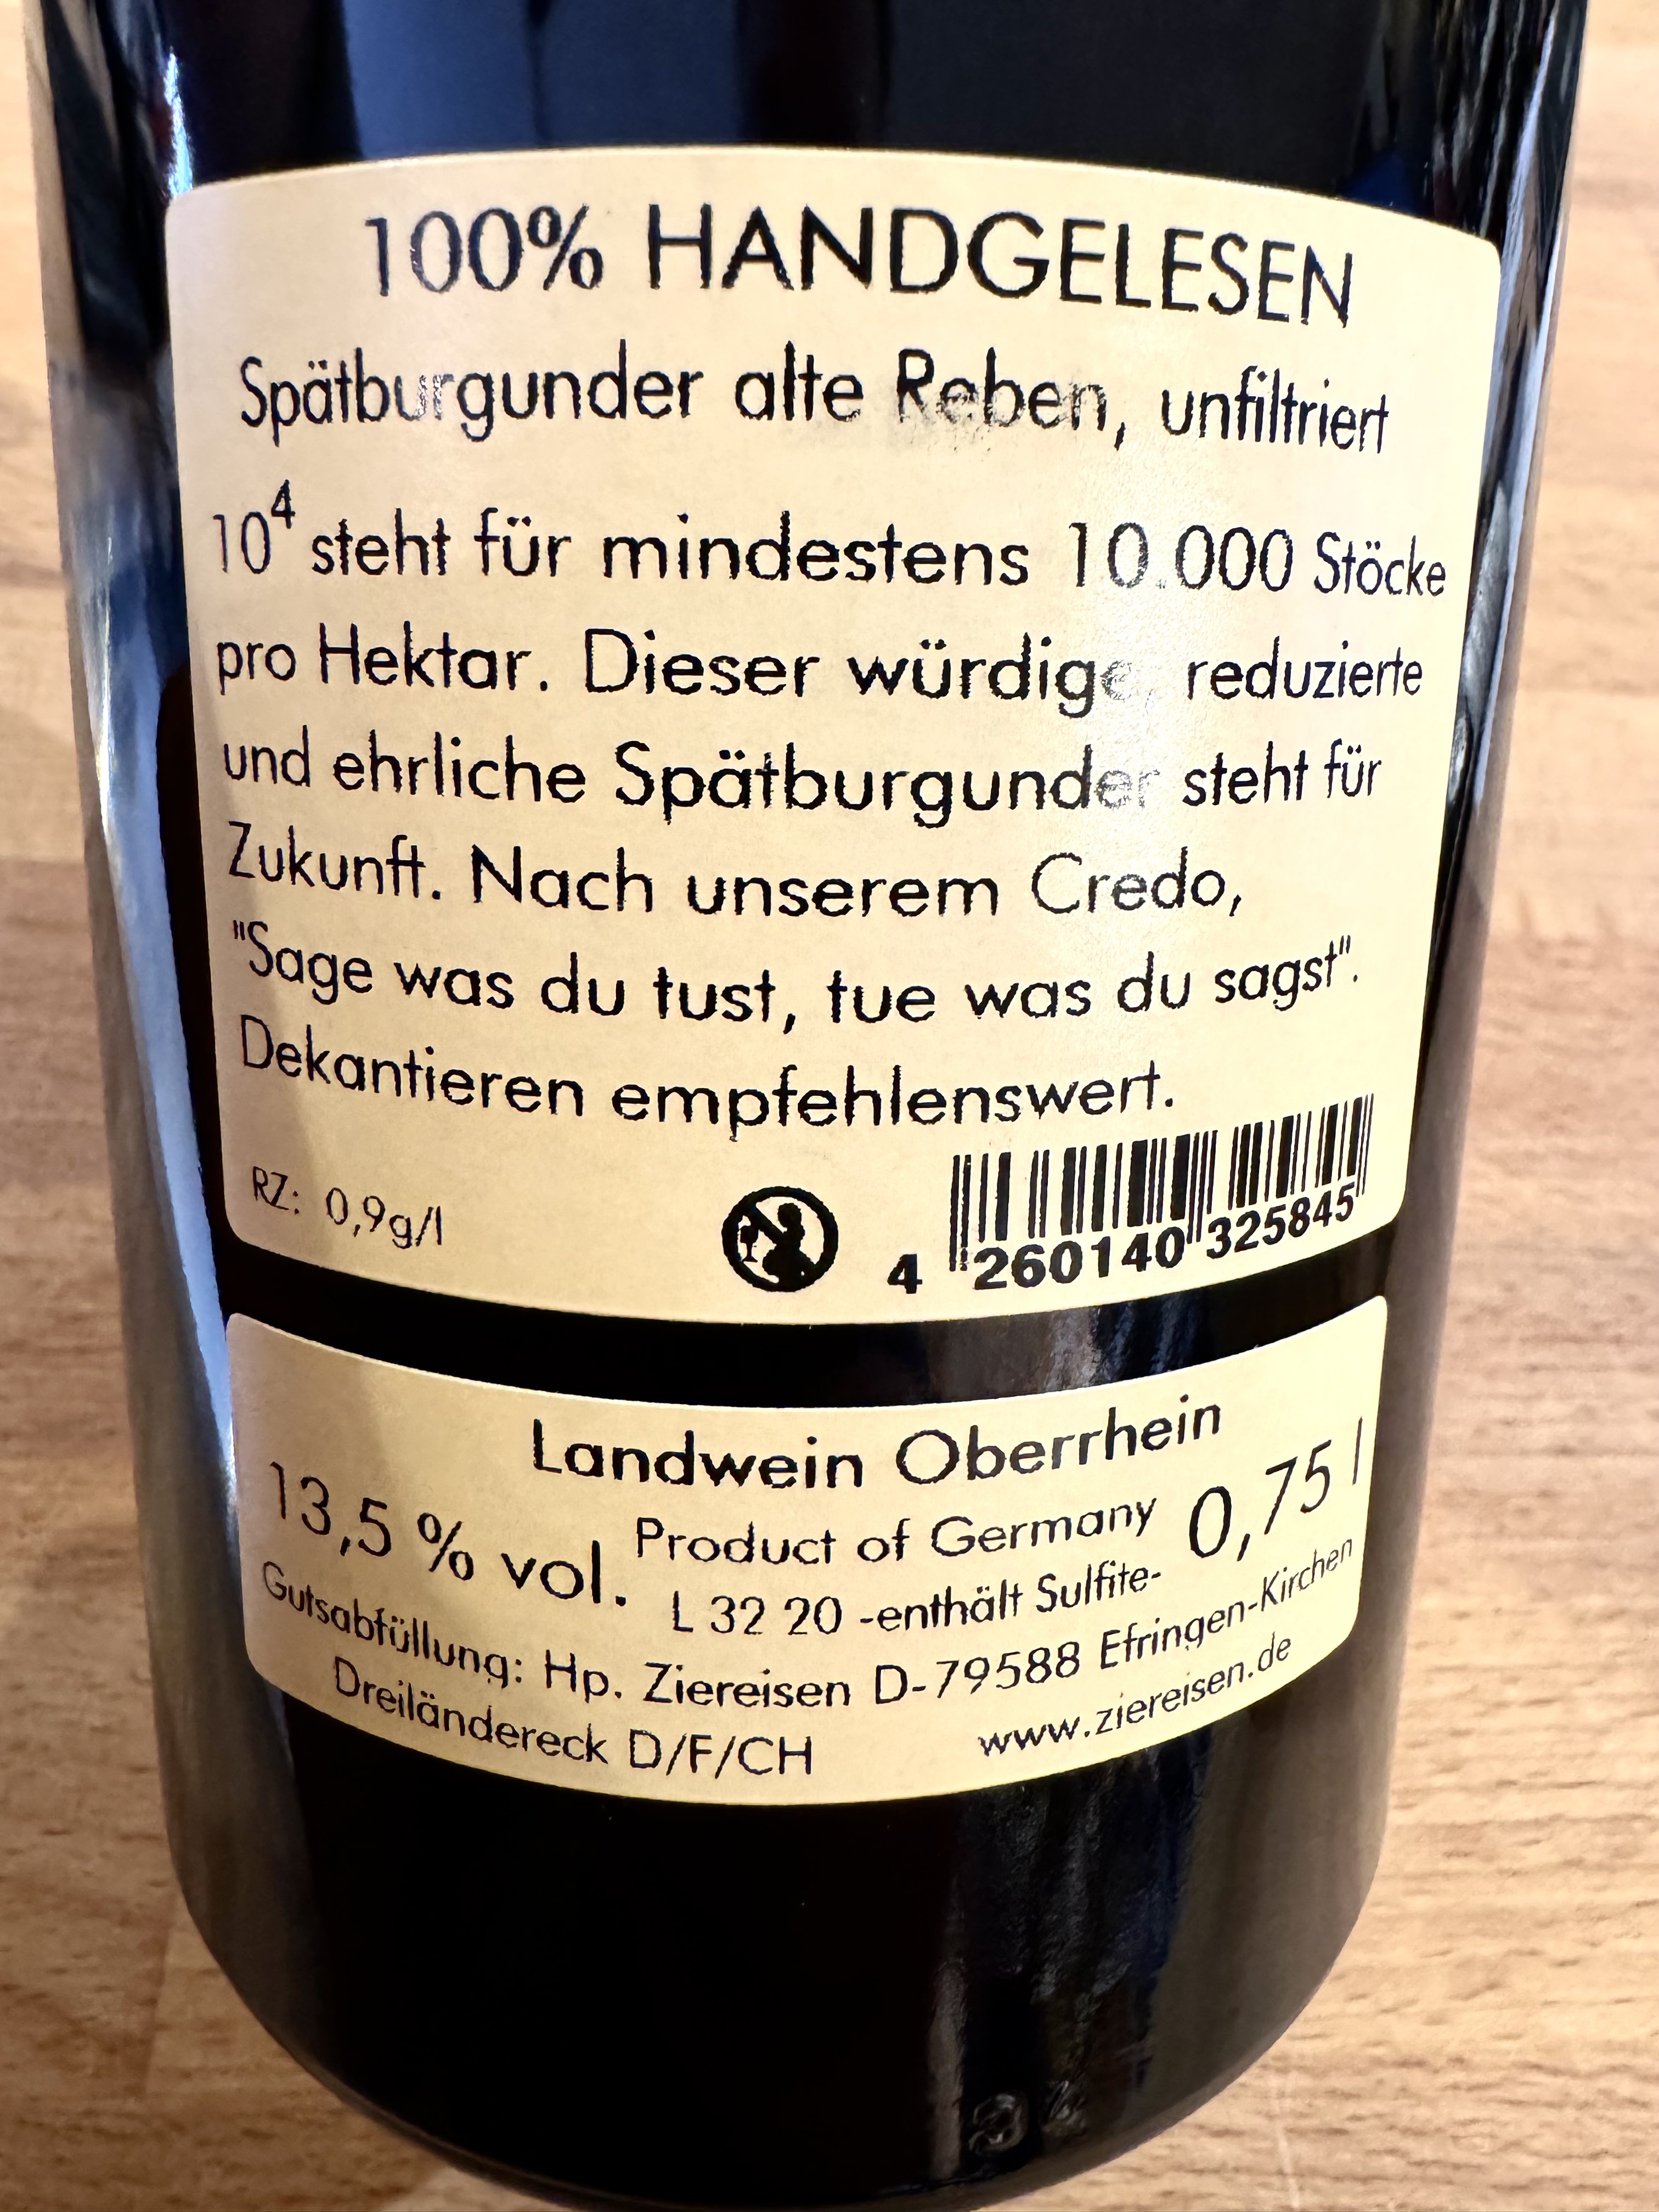 100% HANDGELESEN
Spätburgunder alte Reben, unfiltriert
10⁴ steht für mindestens 10.000 Stöcke
pro Hektar. Dieser würdige, reduzierte
und ehrliche Spätburgunder steht für
Zukunft. Nach unserem Credo,
"Sage was du tust, tue was du sagst".
Dekantieren empfehlenswert.
RZ: 0,9g/l
4 260140 325845
Landwein Oberrhein
13,5 % vol. Product of Germany 0,75 l
L 32 20 -enthält Sulfite-
Gutsabfüllung: Hp. Ziereisen D-79588 Efringen-Kirchen
Dreiländereck D/F/CH www.ziereisen.de